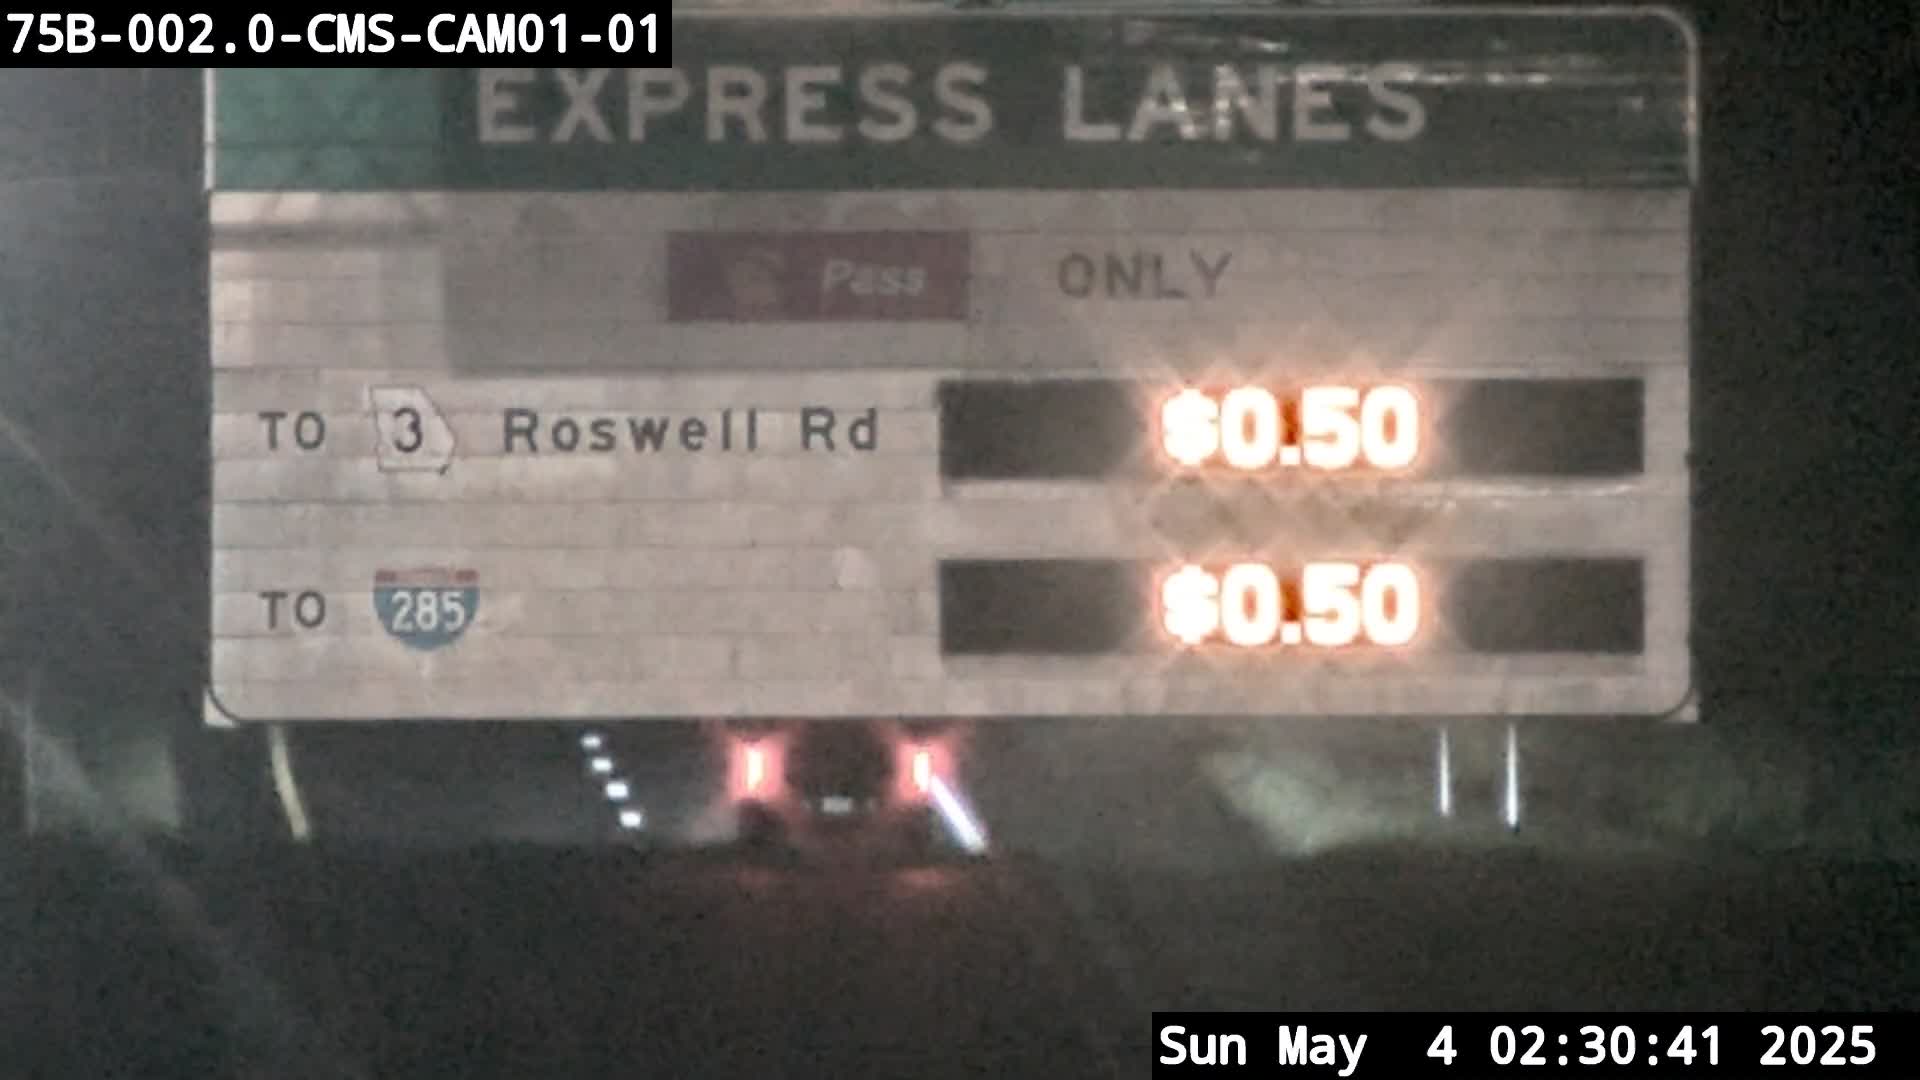 75B-002.0-CMS-CAM01-01
EXPRESS LANES
Pass ONLY
TO 3 Roswell Rd $0.50
TO 285 $0.50
Sun May 4 02:30:41 2025